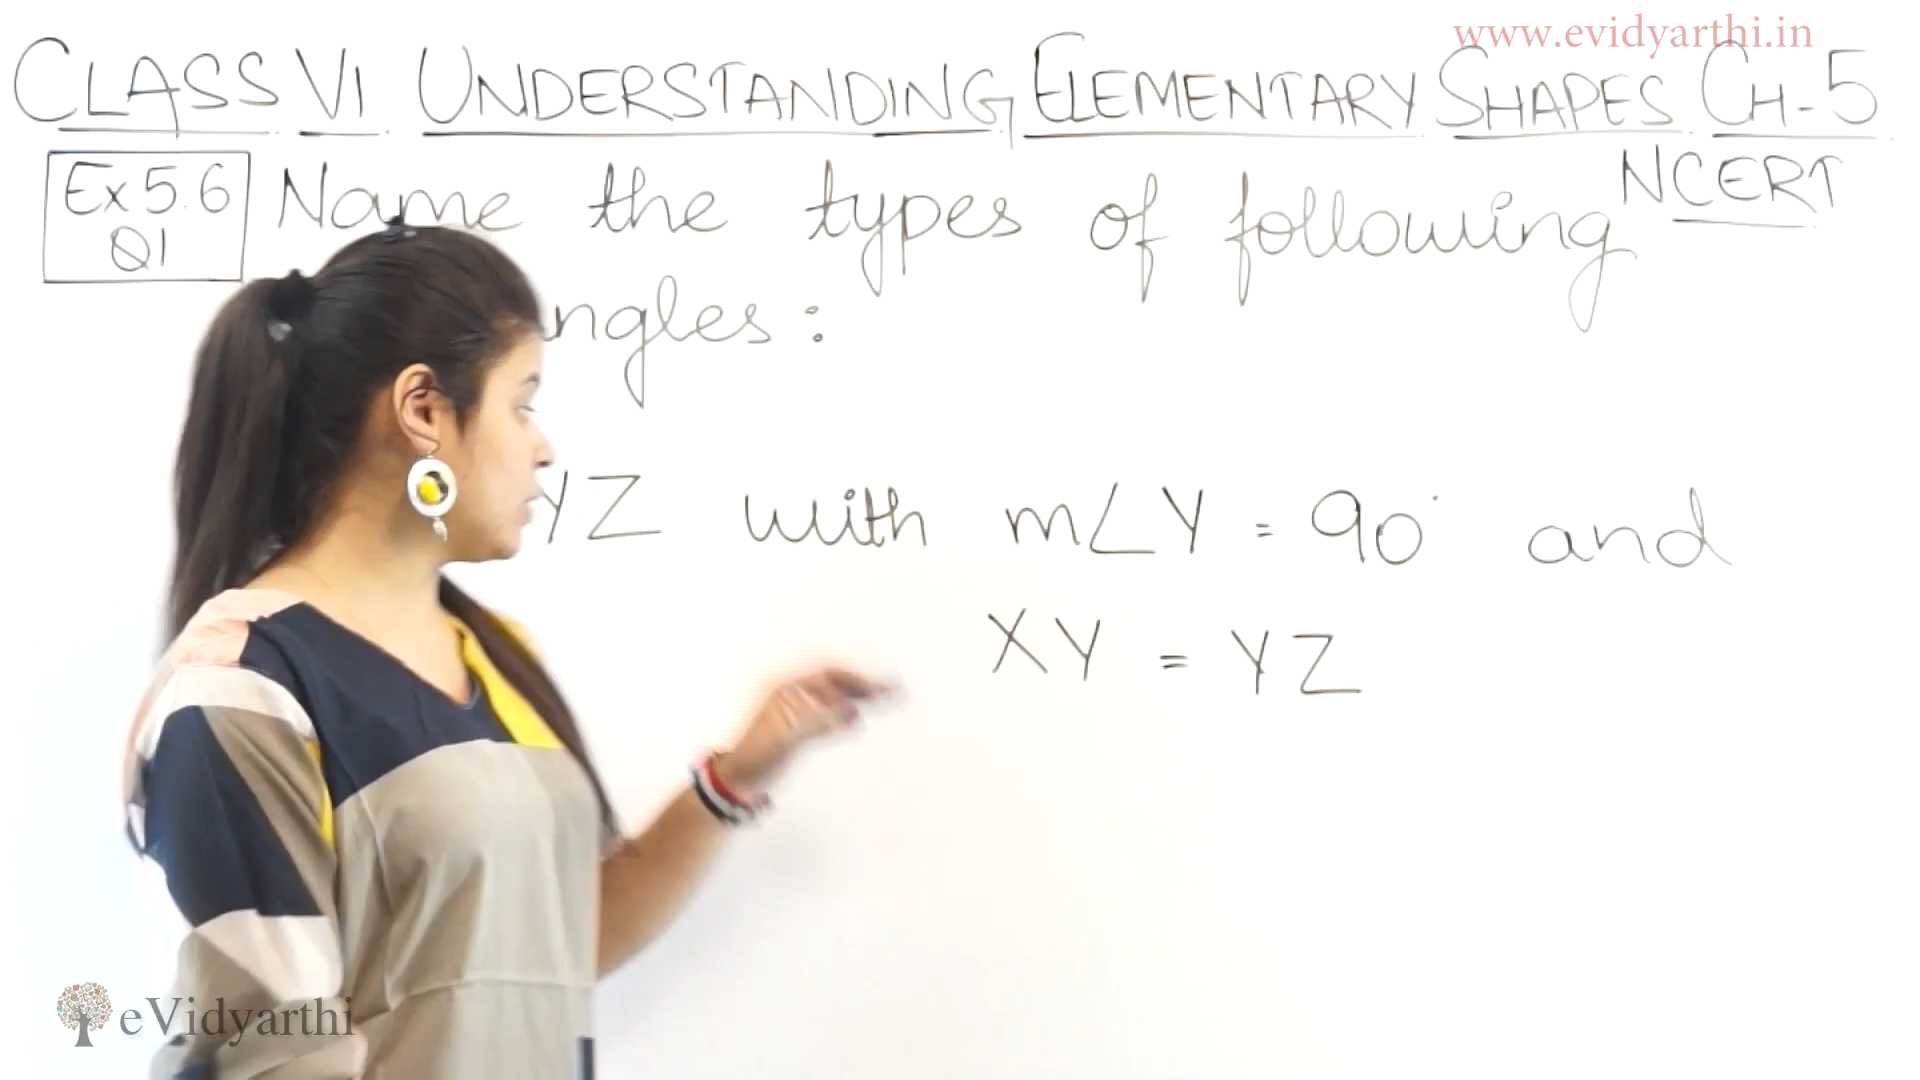 www.evidyarthi.in
CLASS VI UNDERSTANDING ELEMENTARY SHAPES CH-5
NCERT
Ex 5.6
Q1
Name the types of following
ngles:
YZ with m∠Y = 90° and
XY = YZ
eVidyarthi